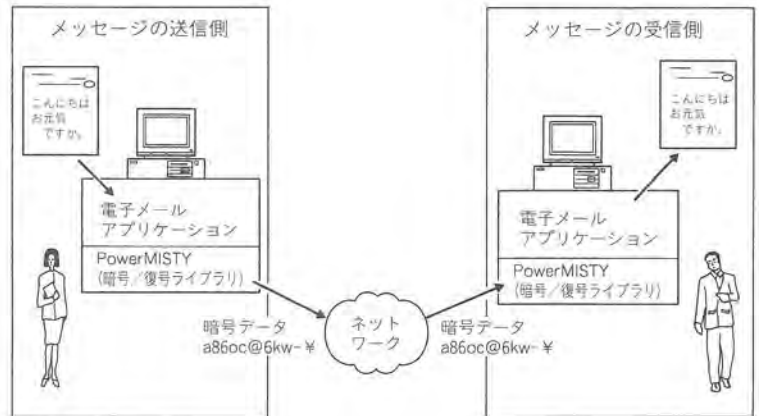 メッセージの送信側
こんにちは
お元気
ですか。
電子メール
アプリケーション
PowerMISTY
(暗号／復号ライブラリ)
暗号データ
a86oc@6kw-¥
ネット
ワーク
メッセージの受信側
こんにちは
お元気
ですか。
電子メール
アプリケーション
PowerMISTY
(暗号／復号ライブラリ)
暗号データ
a86oc@6kw-¥